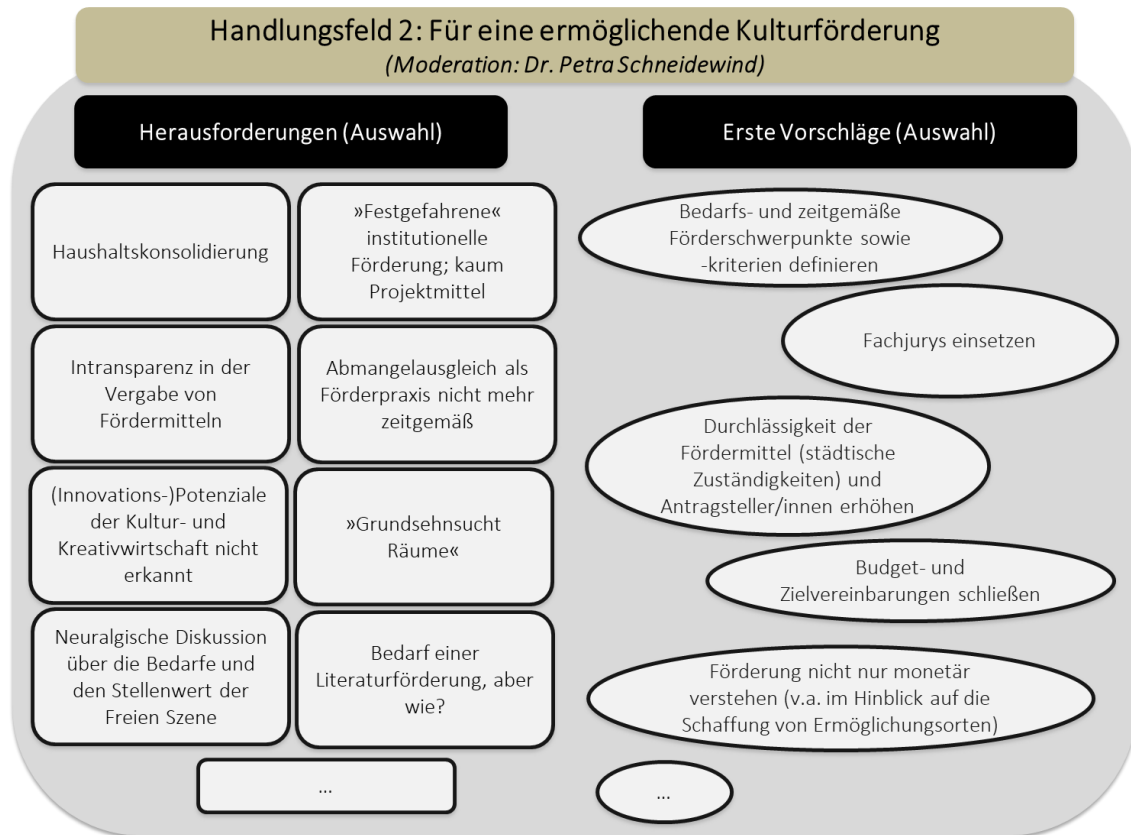 Handlungsfeld 2: Für eine ermöglichende Kulturförderung
(Moderation: Dr. Petra Schneidewind)
Herausforderungen (Auswahl)
Haushaltskonsolidierung
»Festgefahrene«
institutionelle
Förderung; kaum
Projektmittel
Intransparenz in der
Vergabe von
Fördermitteln
Abmangelausgleich als
Förderpraxis nicht mehr
zeitgemäß
(Innovations-)Potenziale
der Kultur- und
Kreativwirtschaft nicht
erkannt
»Grundsehnsucht
Räume«
Neuralgische Diskussion
über die Bedarfe und
den Stellenwert der
Freien Szene
Bedarf einer
Literaturförderung, aber
wie?
...
Erste Vorschläge (Auswahl)
Bedarfs- und zeitgemäße
Förderschwerpunkte sowie
-kriterien definieren
Fachjurys einsetzen
Durchlässigkeit der
Fördermittel (städtische
Zuständigkeiten) und
Antragsteller/innen erhöhen
Budget- und
Zielvereinbarungen schließen
Förderung nicht nur monetär
verstehen (v.a. im Hinblick auf die
Schaffung von Ermöglichungsorten)
...